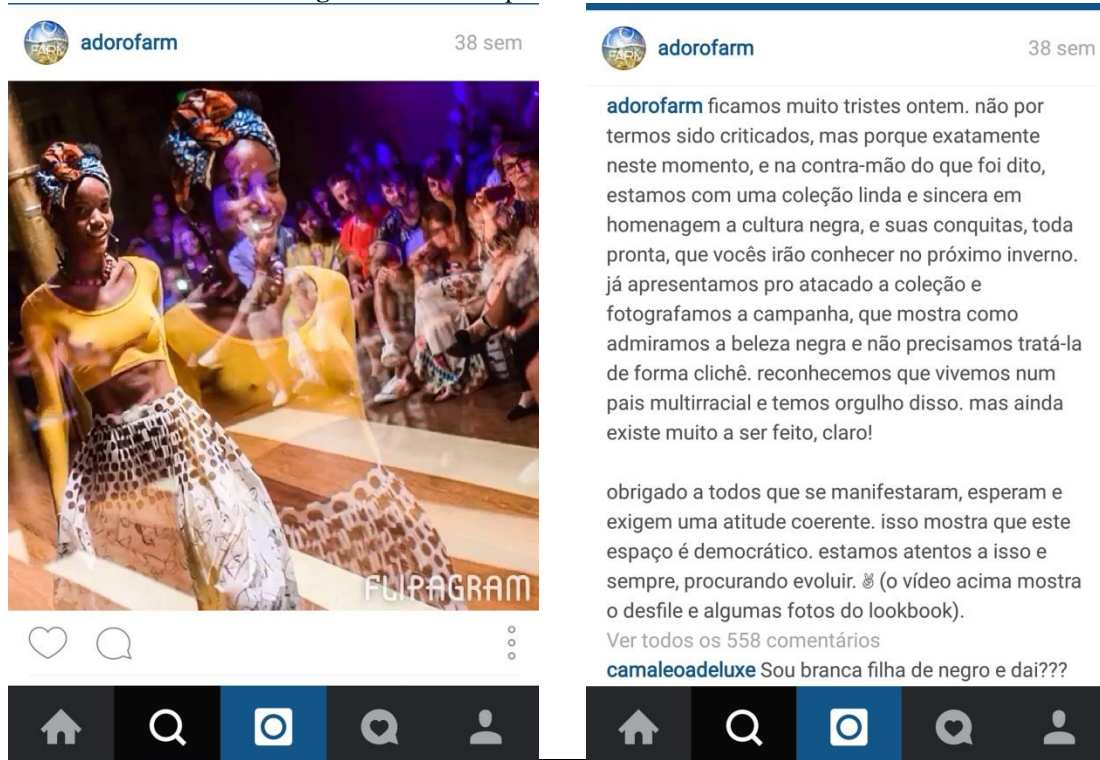 adorofarm
38 sem
FLIPAGRAM
adorofarm
38 sem
adorofarm ficamos muito tristes ontem. não por
termos sido criticados, mas porque exatamente
neste momento, e na contra-mão do que foi dito,
estamos com uma coleção linda e sincera em
homenagem a cultura negra, e suas conquitas, toda
pronta, que vocês irão conhecer no próximo inverno.
já apresentamos pro atacado a coleção e
fotografamos a campanha, que mostra como
admiramos a beleza negra e não precisamos tratá-la
de forma clichê. reconhecemos que vivemos num
pais multirracial e temos orgulho disso. mas ainda
existe muito a ser feito, claro!
obrigado a todos que se manifestaram, esperam e
exigem uma atitude coerente. isso mostra que este
espaço é democrático. estamos atentos a isso e
sempre, procurando evoluir. ✌ (o vídeo acima mostra
o desfile e algumas fotos do lookbook).
Ver todos os 558 comentários
camaleoadeluxe Sou branca filha de negro e dai???